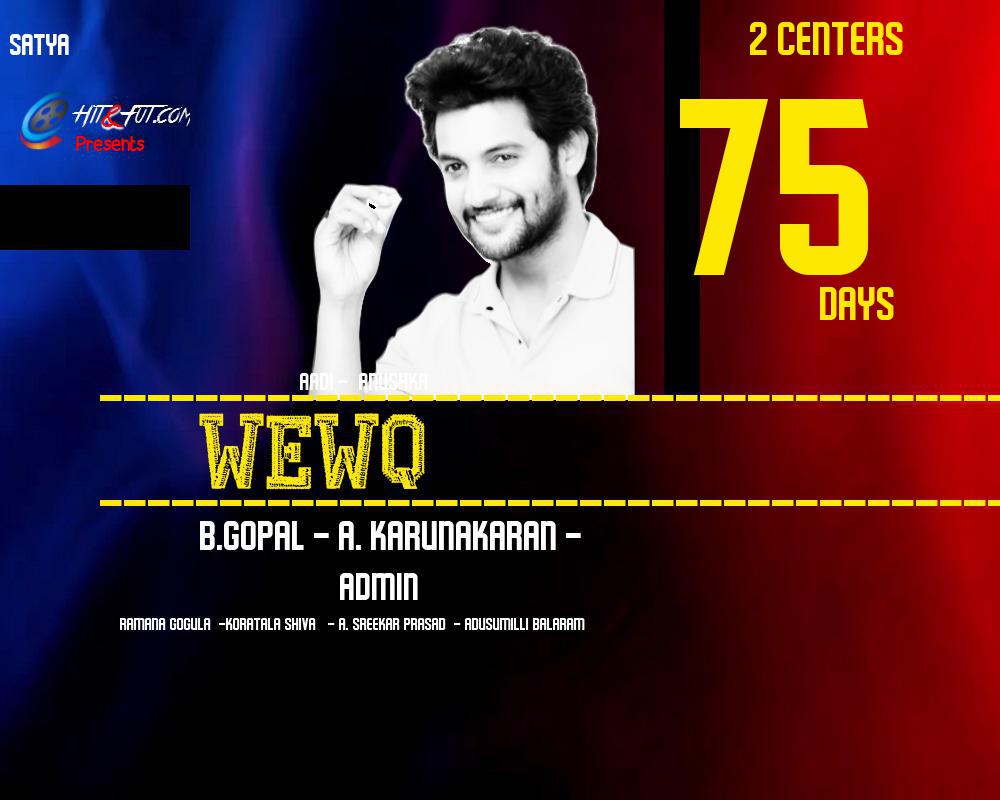 SATYA
2 CENTERS
HIT&FUT.COM
Presents
75
DAYS
AADI - ANUSHKA
WEWQ
B.GOPAL - A. KARUNAKARAN -
ADMIN
RAMANA GOGULA -KORATALA SHIVA - A. SREEKAR PRASAD - ADUSUMILLI BALARAM